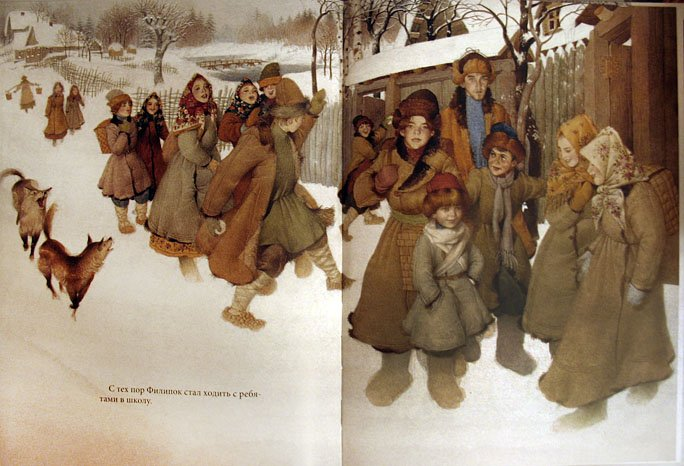 С тех пор Филипок стал ходить с ребя-
тами в школу.